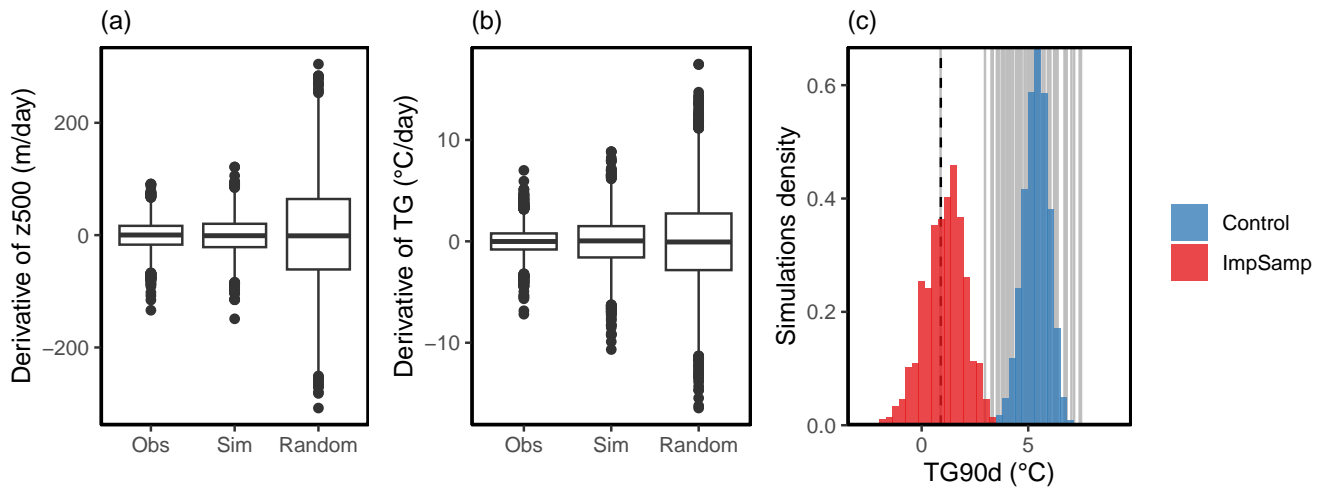 (a)
Derivative of z500 (m/day)
200
0
−200
Obs Sim Random
(b)
Derivative of TG (°C/day)
10
0
−10
Obs Sim Random
(c)
Simulations density
0.6
0.4
0.2
0.0
0 5
TG90d (°C)
Control
ImpSamp